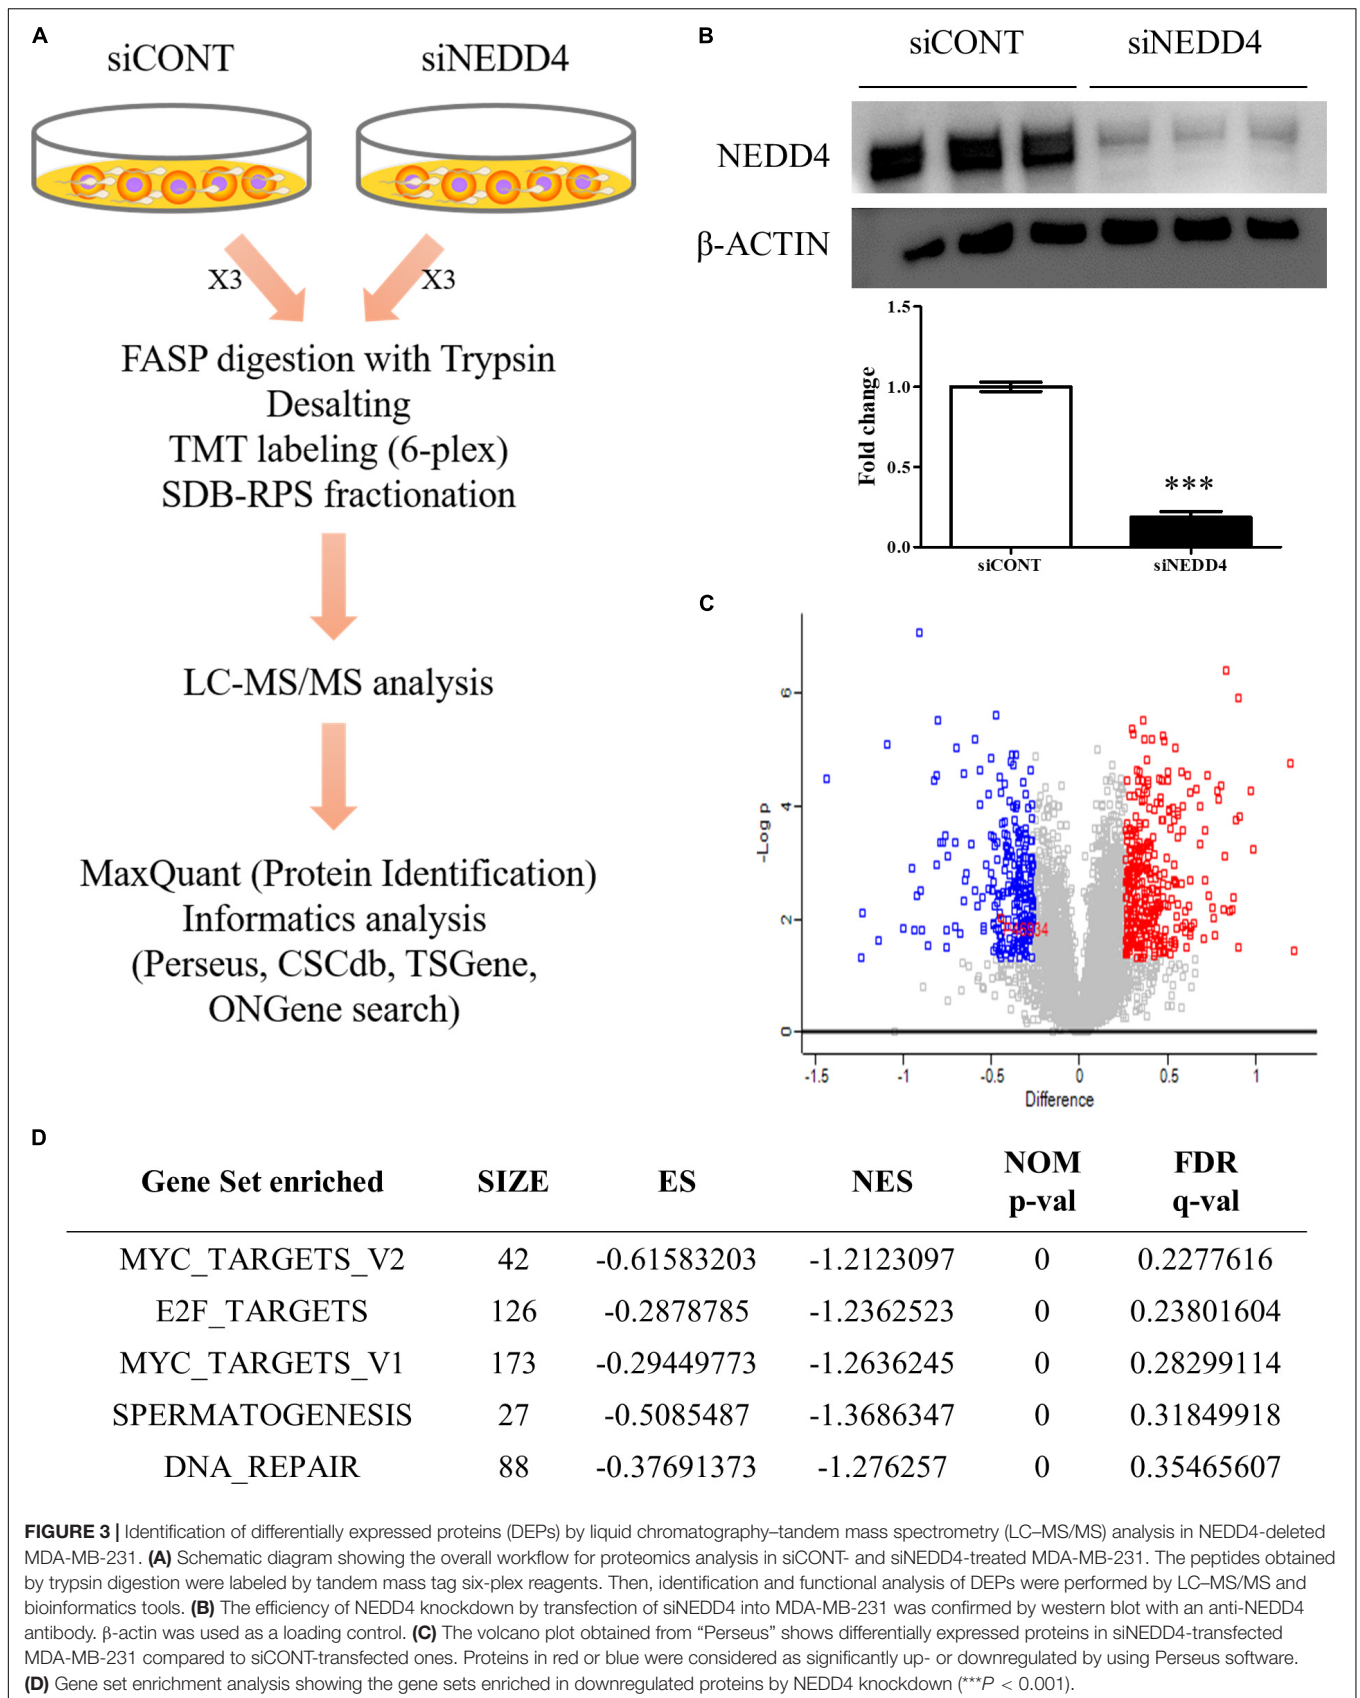 A
siCONT
siNEDD4
X3
X3
FASP digestion with Trypsin
Desalting
TMT labeling (6-plex)
SDB-RPS fractionation
LC-MS/MS analysis
MaxQuant (Protein Identification)
Informatics analysis
(Perseus, CSCdb, TSGene,
ONGene search)
B
siCONT
siNEDD4
NEDD4
β-ACTIN
Fold change
1.5
1.0
0.5
0.0
***
siCONT
siNEDD4
C
-Log p
6
4
2
0
-1.5
-1
-0.5
0
0.5
1
Difference
D
Gene Set enriched SIZE ES NES NOM p-val FDR q-val
MYC_TARGETS_V2 42 -0.61583203 -1.2123097 0 0.2277616
E2F_TARGETS 126 -0.2878785 -1.2362523 0 0.23801604
MYC_TARGETS_V1 173 -0.29449773 -1.2636245 0 0.28299114
SPERMATOGENESIS 27 -0.5085487 -1.3686347 0 0.31849918
DNA_REPAIR 88 -0.37691373 -1.276257 0 0.35465607
FIGURE 3 | Identification of differentially expressed proteins (DEPs) by liquid chromatography–tandem mass spectrometry (LC–MS/MS) analysis in NEDD4-deleted
MDA-MB-231. (A) Schematic diagram showing the overall workflow for proteomics analysis in siCONT- and siNEDD4-treated MDA-MB-231. The peptides obtained
by trypsin digestion were labeled by tandem mass tag six-plex reagents. Then, identification and functional analysis of DEPs were performed by LC–MS/MS and
bioinformatics tools. (B) The efficiency of NEDD4 knockdown by transfection of siNEDD4 into MDA-MB-231 was confirmed by western blot with an anti-NEDD4
antibody. β-actin was used as a loading control. (C) The volcano plot obtained from “Perseus” shows differentially expressed proteins in siNEDD4-transfected
MDA-MB-231 compared to siCONT-transfected ones. Proteins in red or blue were considered as significantly up- or downregulated by using Perseus software.
(D) Gene set enrichment analysis showing the gene sets enriched in downregulated proteins by NEDD4 knockdown (***P < 0.001).